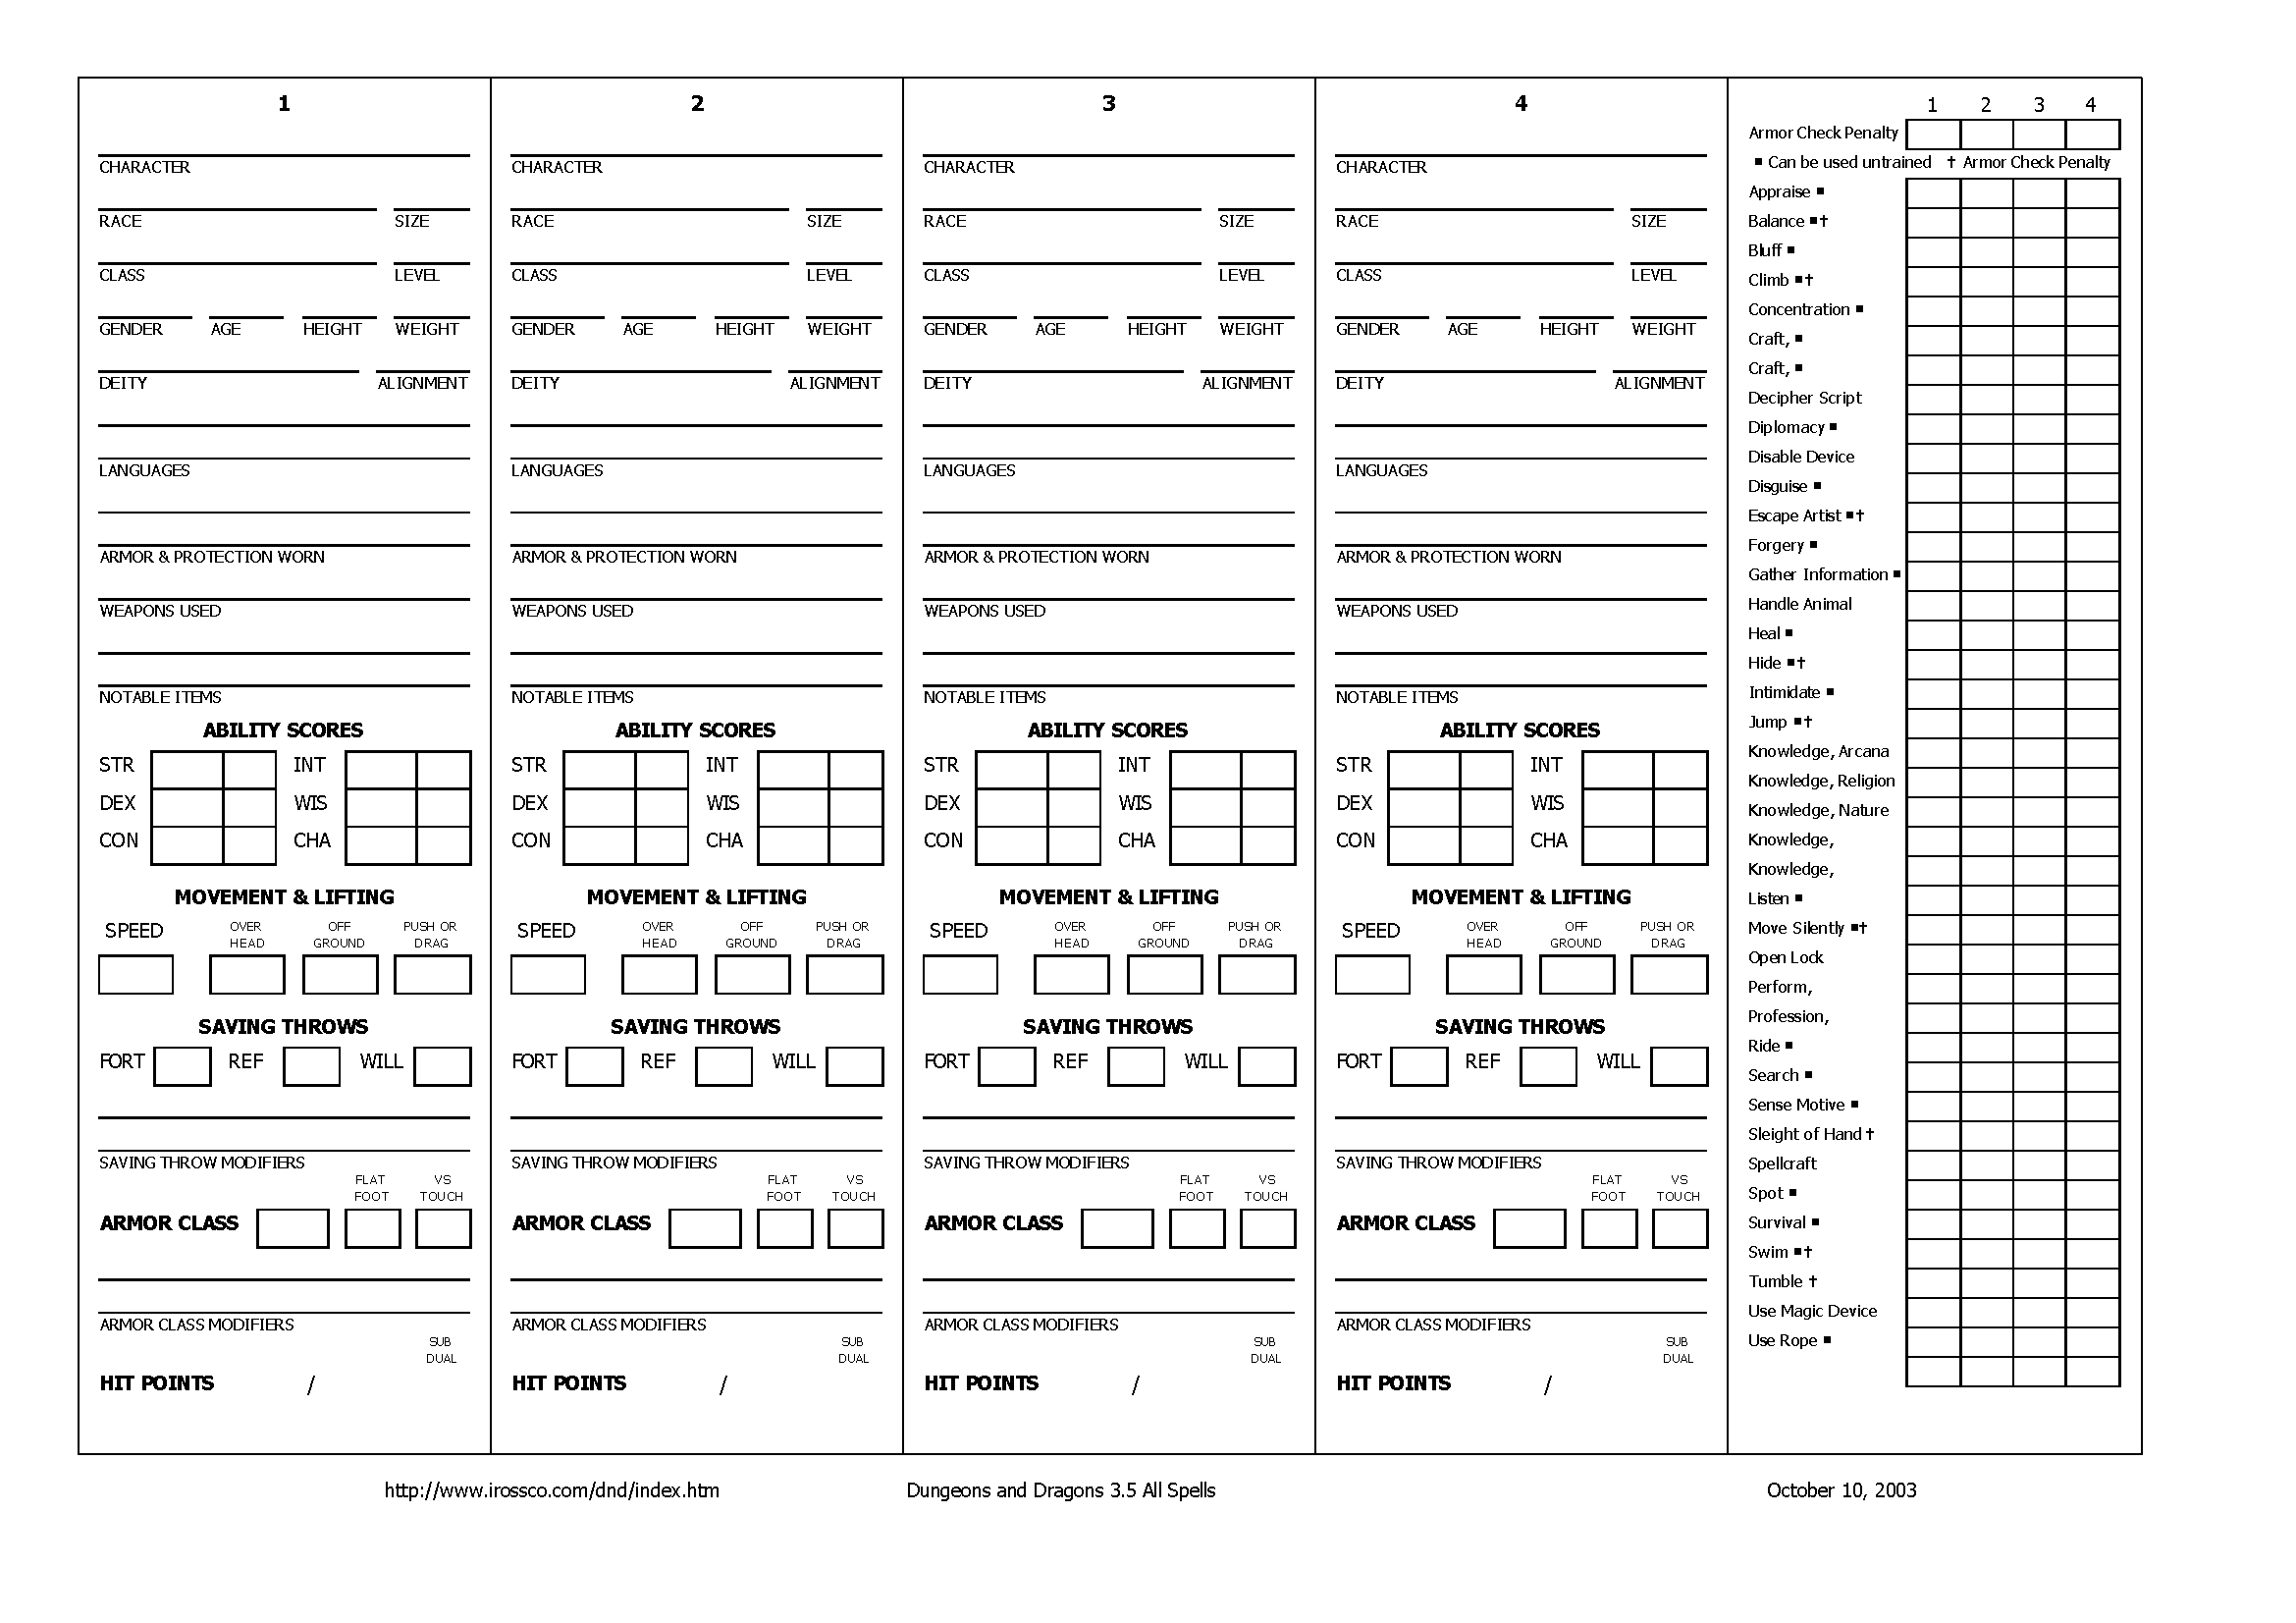 1
CHARACTER
RACE SIZE
CLASS LEVEL
GENDER AGE HEIGHT WEIGHT
DEITY ALIGNMENT
LANGUAGES
ARMOR & PROTECTION WORN
WEAPONS USED
NOTABLE ITEMS
ABILITY SCORES
STR INT
DEX WIS
CON CHA
MOVEMENT & LIFTING
SPEED OVER HEAD OFF GROUND PUSH OR DRAG
SAVING THROWS
FORT REF WILL
SAVING THROW MODIFIERS
FLAT FOOT VS TOUCH
ARMOR CLASS
ARMOR CLASS MODIFIERS
SUB DUAL
HIT POINTS /
2
CHARACTER
RACE SIZE
CLASS LEVEL
GENDER AGE HEIGHT WEIGHT
DEITY ALIGNMENT
LANGUAGES
ARMOR & PROTECTION WORN
WEAPONS USED
NOTABLE ITEMS
ABILITY SCORES
STR INT
DEX WIS
CON CHA
MOVEMENT & LIFTING
SPEED OVER HEAD OFF GROUND PUSH OR DRAG
SAVING THROWS
FORT REF WILL
SAVING THROW MODIFIERS
FLAT FOOT VS TOUCH
ARMOR CLASS
ARMOR CLASS MODIFIERS
SUB DUAL
HIT POINTS /
3
CHARACTER
RACE SIZE
CLASS LEVEL
GENDER AGE HEIGHT WEIGHT
DEITY ALIGNMENT
LANGUAGES
ARMOR & PROTECTION WORN
WEAPONS USED
NOTABLE ITEMS
ABILITY SCORES
STR INT
DEX WIS
CON CHA
MOVEMENT & LIFTING
SPEED OVER HEAD OFF GROUND PUSH OR DRAG
SAVING THROWS
FORT REF WILL
SAVING THROW MODIFIERS
FLAT FOOT VS TOUCH
ARMOR CLASS
ARMOR CLASS MODIFIERS
SUB DUAL
HIT POINTS /
4
CHARACTER
RACE SIZE
CLASS LEVEL
GENDER AGE HEIGHT WEIGHT
DEITY ALIGNMENT
LANGUAGES
ARMOR & PROTECTION WORN
WEAPONS USED
NOTABLE ITEMS
ABILITY SCORES
STR INT
DEX WIS
CON CHA
MOVEMENT & LIFTING
SPEED OVER HEAD OFF GROUND PUSH OR DRAG
SAVING THROWS
FORT REF WILL
SAVING THROW MODIFIERS
FLAT FOOT VS TOUCH
ARMOR CLASS
ARMOR CLASS MODIFIERS
SUB DUAL
HIT POINTS /
1 2 3 4
Armor Check Penalty
▪ Can be used untrained † Armor Check Penalty
Appraise ▪
Balance ▪†
Bluff ▪
Climb ▪†
Concentration ▪
Craft, ▪
Craft, ▪
Decipher Script
Diplomacy ▪
Disable Device
Disguise ▪
Escape Artist ▪†
Forgery ▪
Gather Information ▪
Handle Animal
Heal ▪
Hide ▪†
Intimidate ▪
Jump ▪†
Knowledge, Arcana
Knowledge, Religion
Knowledge, Nature
Knowledge,
Knowledge,
Listen ▪
Move Silently ▪†
Open Lock
Perform,
Profession,
Ride ▪
Search ▪
Sense Motive ▪
Sleight of Hand †
Spellcraft
Spot ▪
Survival ▪
Swim ▪†
Tumble †
Use Magic Device
Use Rope ▪
http://www.irossco.com/dnd/index.htm Dungeons and Dragons 3.5 All Spells October 10, 2003